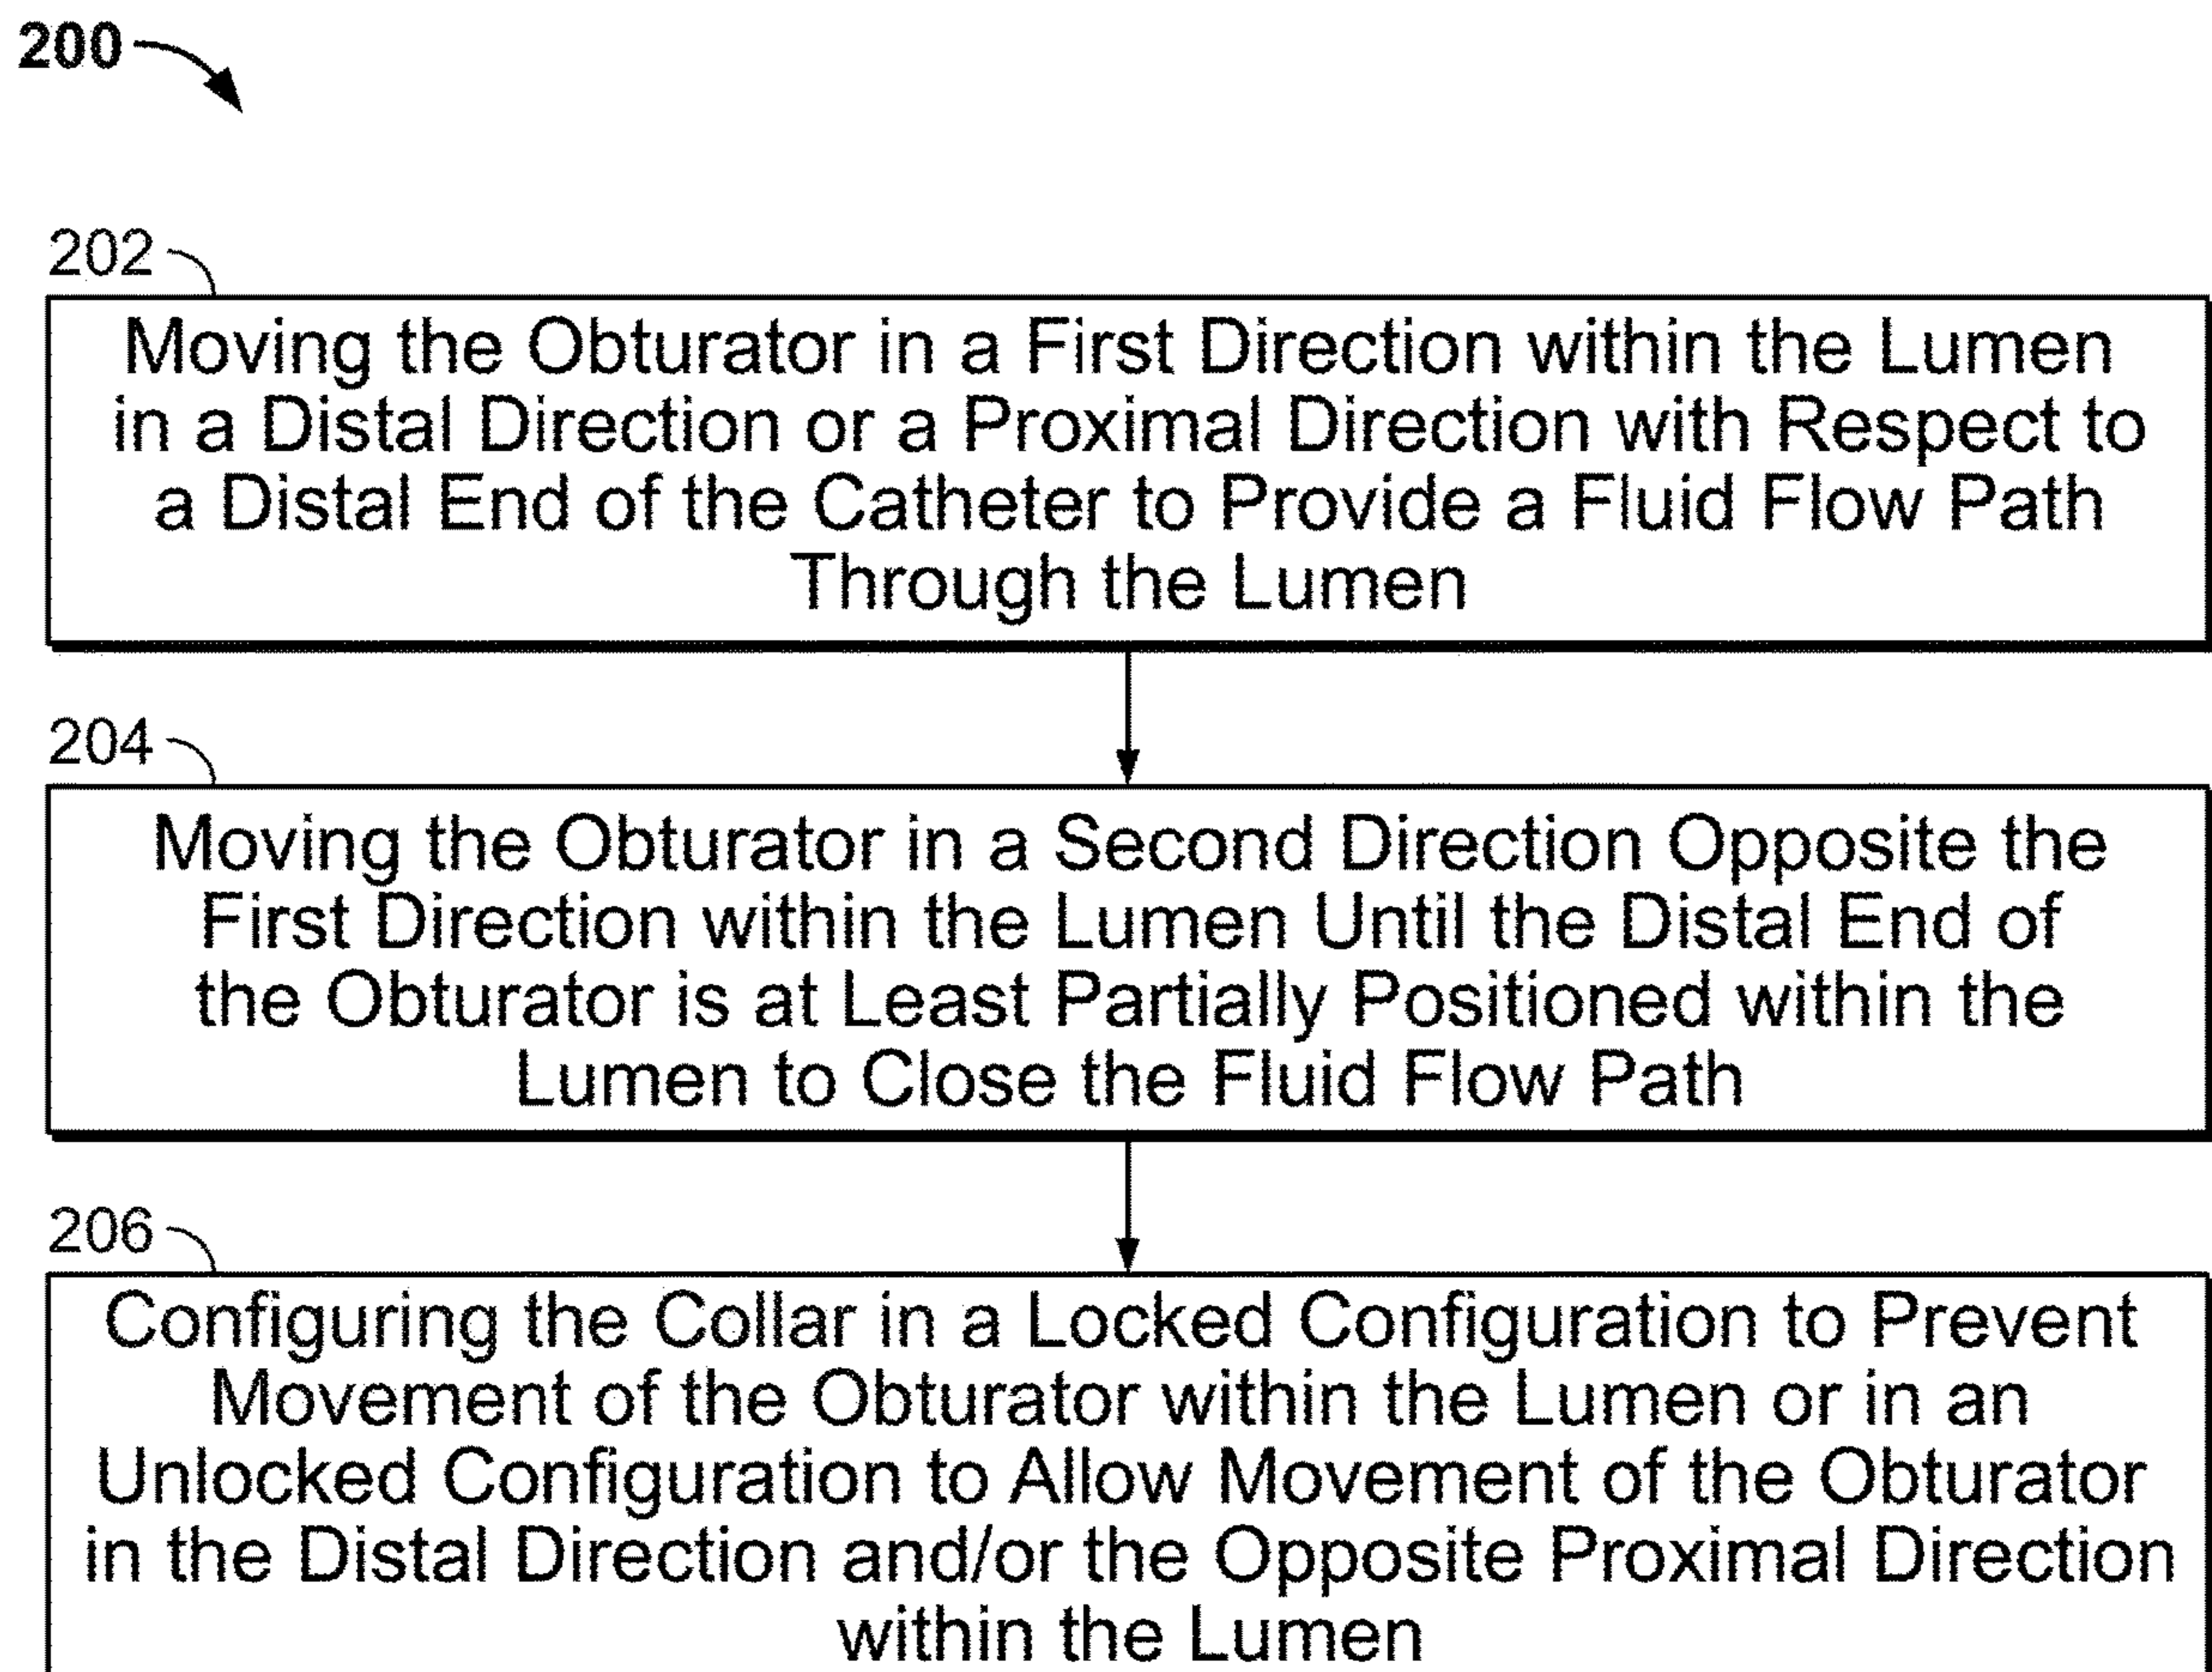 200
202
Moving the Obturator in a First Direction within the Lumen
in a Distal Direction or a Proximal Direction with Respect to
a Distal End of the Catheter to Provide a Fluid Flow Path
Through the Lumen
204
Moving the Obturator in a Second Direction Opposite the
First Direction within the Lumen Until the Distal End of
the Obturator is at Least Partially Positioned within the
Lumen to Close the Fluid Flow Path
206
Configuring the Collar in a Locked Configuration to Prevent
Movement of the Obturator within the Lumen or in an
Unlocked Configuration to Allow Movement of the Obturator
in the Distal Direction and/or the Opposite Proximal Direction
within the Lumen